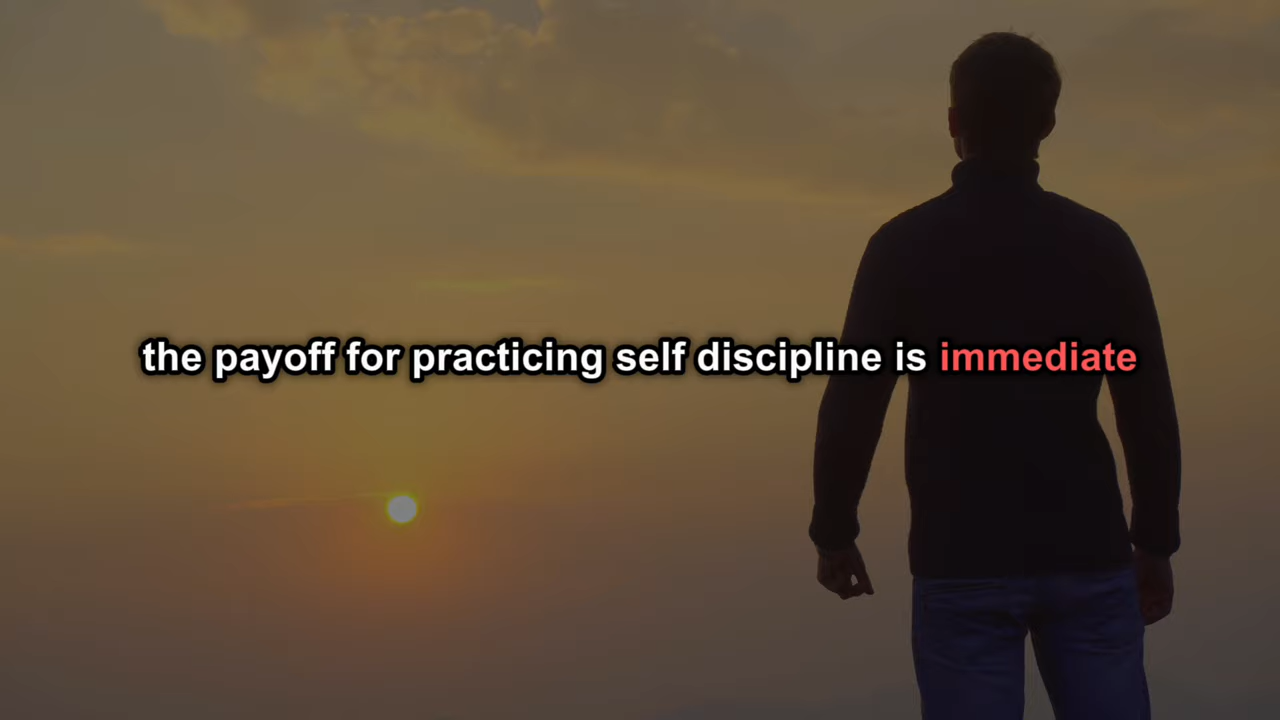 the payoff for practicing self discipline is immediate